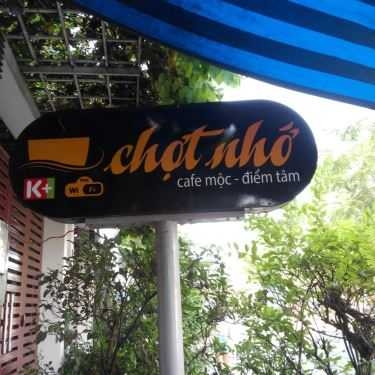 chợt nhớ
cafe mộc - điểm tâm
K+
Wi Fi